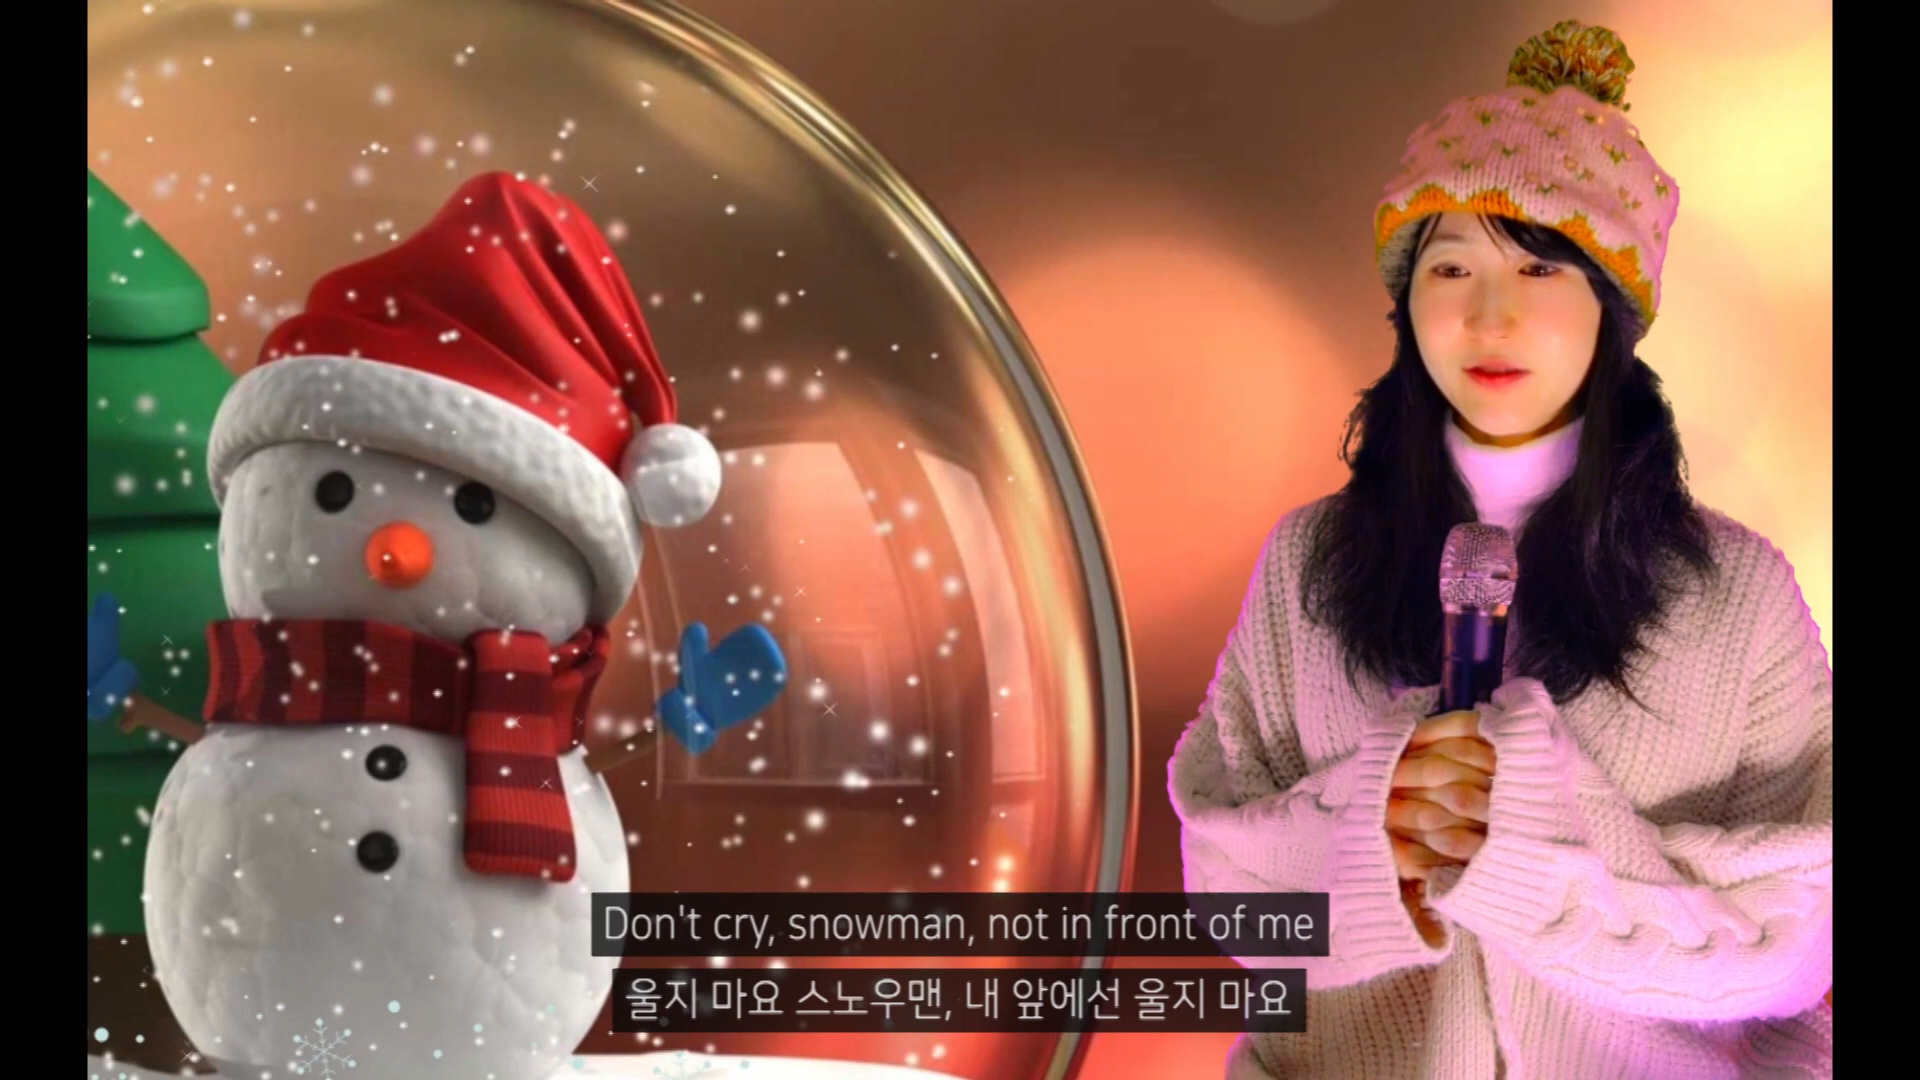 Don't cry, snowman, not in front of me
울지 마요 스노우맨, 내 앞에선 울지 마요